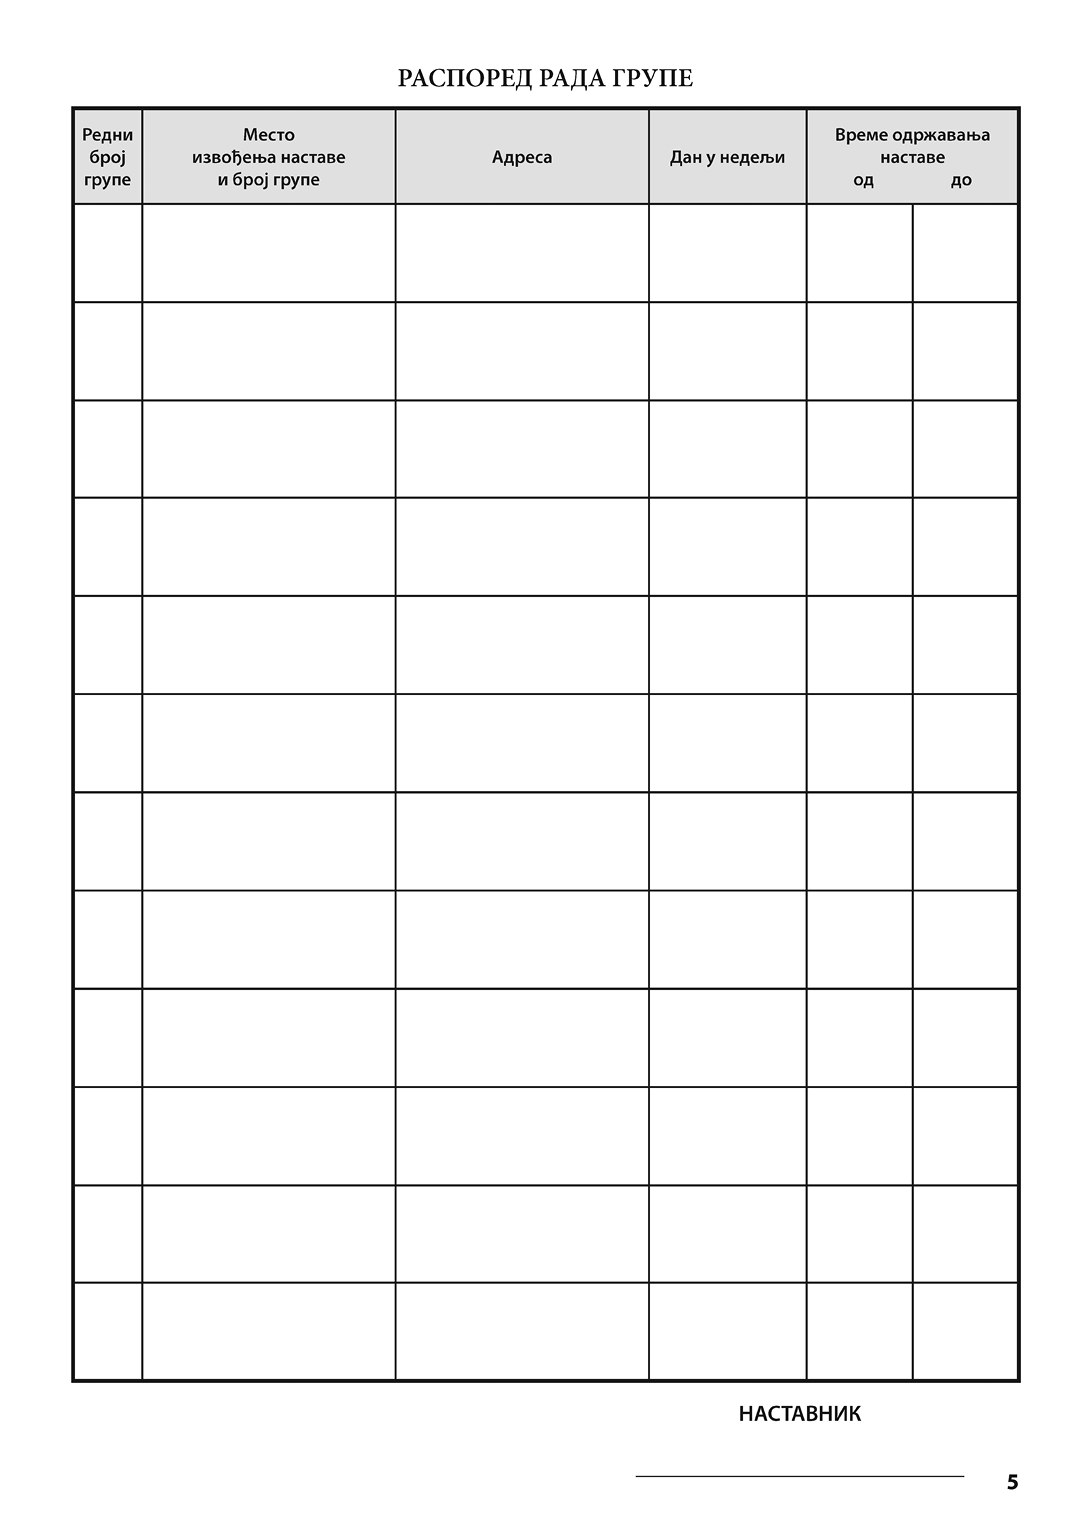 РАСПОРЕД РАДА ГРУПЕ
Редни
број
групе
Место
извођења наставе
и број групе
Адреса
Дан у недељи
Време одржавања
наставе
од до
НАСТАВНИК
5